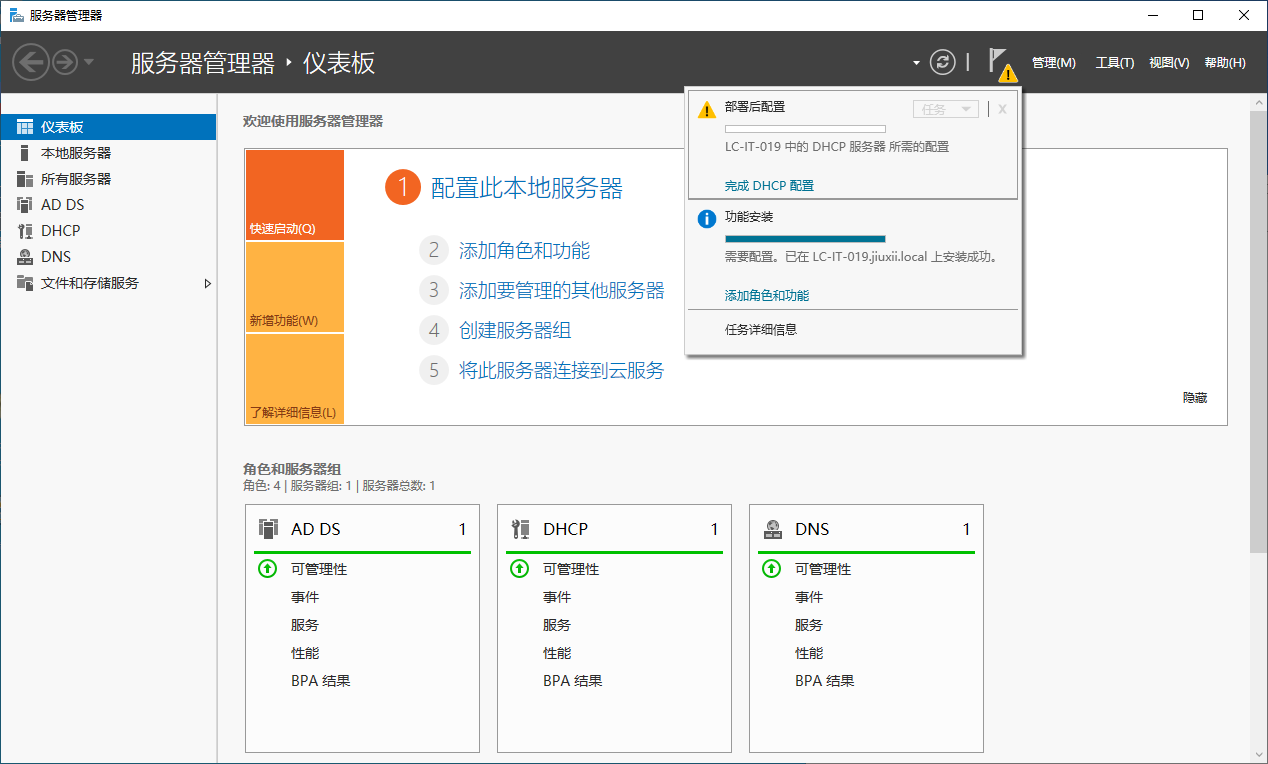 服务器管理器
服务器管理器 · 仪表板
管理(M) 工具(T) 视图(V) 帮助(H)
仪表板
本地服务器
所有服务器
AD DS
DHCP
DNS
文件和存储服务
欢迎使用服务器管理器
快速启动(Q)
新增功能(W)
了解详细信息(L)
1 配置此本地服务器
2 添加角色和功能
3 添加要管理的其他服务器
4 创建服务器组
5 将此服务器连接到云服务
隐藏
部署后配置
任务
X
LC-IT-019 中的 DHCP 服务器 所需的配置
完成 DHCP 配置
功能安装
需要配置。已在 LC-IT-019.jiuxii.local 上安装成功。
添加角色和功能
任务详细信息
角色和服务器组
角色: 4 | 服务器组: 1 | 服务器总数: 1
AD DS 1
可管理性
事件
服务
性能
BPA 结果
DHCP 1
可管理性
事件
服务
性能
BPA 结果
DNS 1
可管理性
事件
服务
性能
BPA 结果